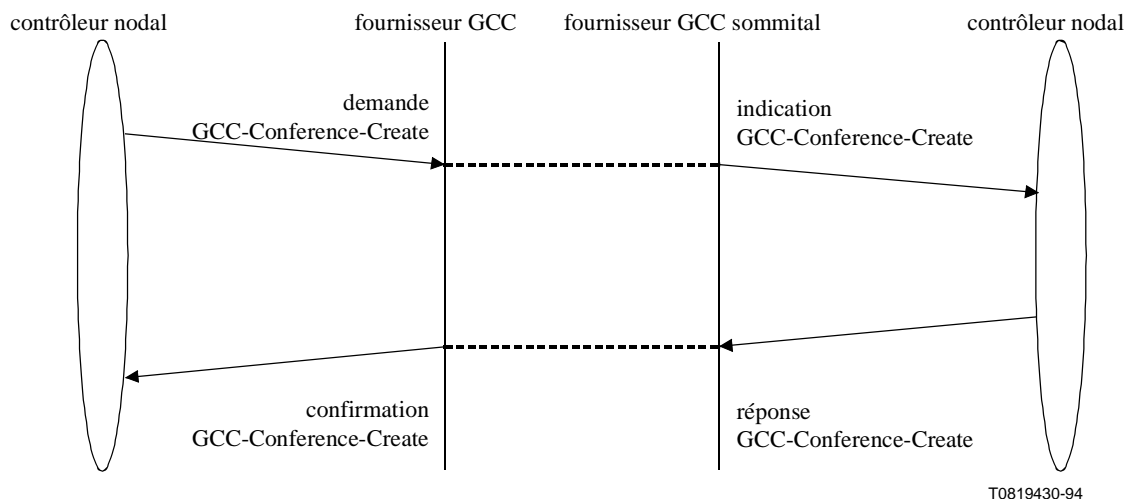 contrôleur nodal
fournisseur GCC
fournisseur GCC sommital
contrôleur nodal
demande
GCC-Conference-Create
indication
GCC-Conference-Create
confirmation
GCC-Conference-Create
réponse
GCC-Conference-Create
T0819430-94